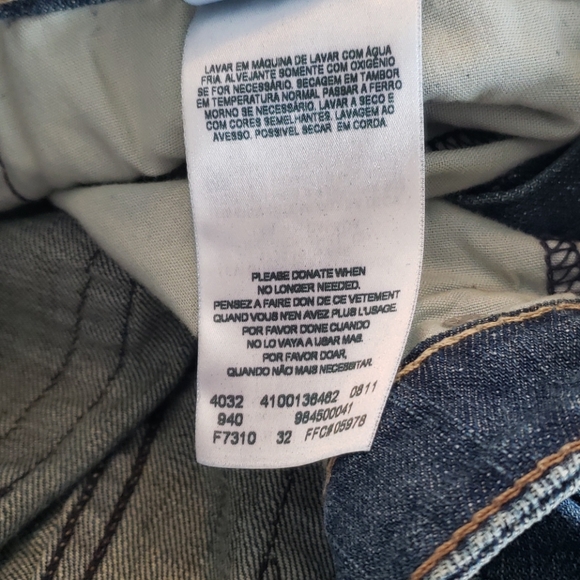 LAVAR EM MÁQUINA DE LAVAR COM ÁGUA
FRIA. ALVEJANTE SOMENTE COM OXIGÊNIO
SE FOR NECESSÁRIO. SECAGEM EM TAMBOR
EM TEMPERATURA NORMAL PASSAR A FERRO
MORNO SE NECESSÁRIO. LAVAR A SECO E
COM CORES SEMELHANTES. LAVAGEM AO
AVESSO. POSSIVEL SECAR EM CORDA.
PLEASE DONATE WHEN
NO LONGER NEEDED.
PENSEZ A FAIRE DON DE CE VETEMENT
QUAND VOUS N'EN AVEZ PLUS L'USAGE.
POR FAVOR DONE CUANDO
NO LO VAYA A USAR MAS.
POR FAVOR DOAR,
QUANDO NÃO MAIS NECESSITAR.
4032 4100136482 0811
940 984500041
F7310 32 FFC#05978